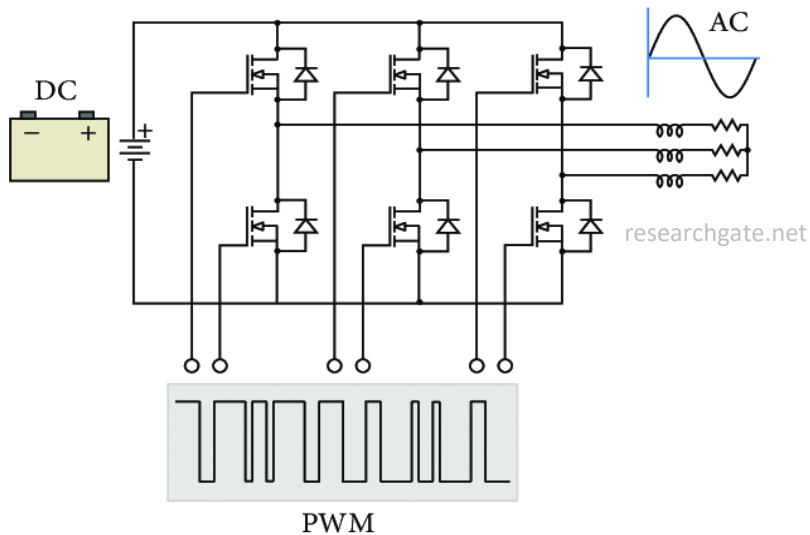 AC
DC
− +
+
researchgate.net
PWM